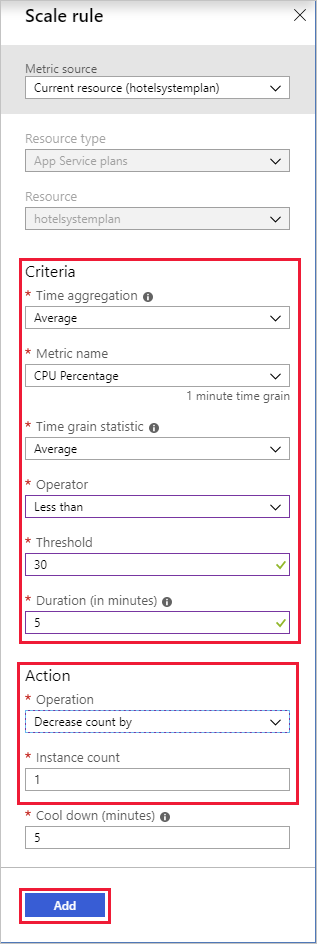 Scale rule
Metric source
Current resource (hotelsystemplan)
Resource type
App Service plans
Resource
hotelsystemplan
Criteria
* Time aggregation
Average
* Metric name
CPU Percentage
1 minute time grain
* Time grain statistic
Average
* Operator
Less than
* Threshold
30
* Duration (in minutes)
5
Action
* Operation
Decrease count by
* Instance count
1
* Cool down (minutes)
5
Add